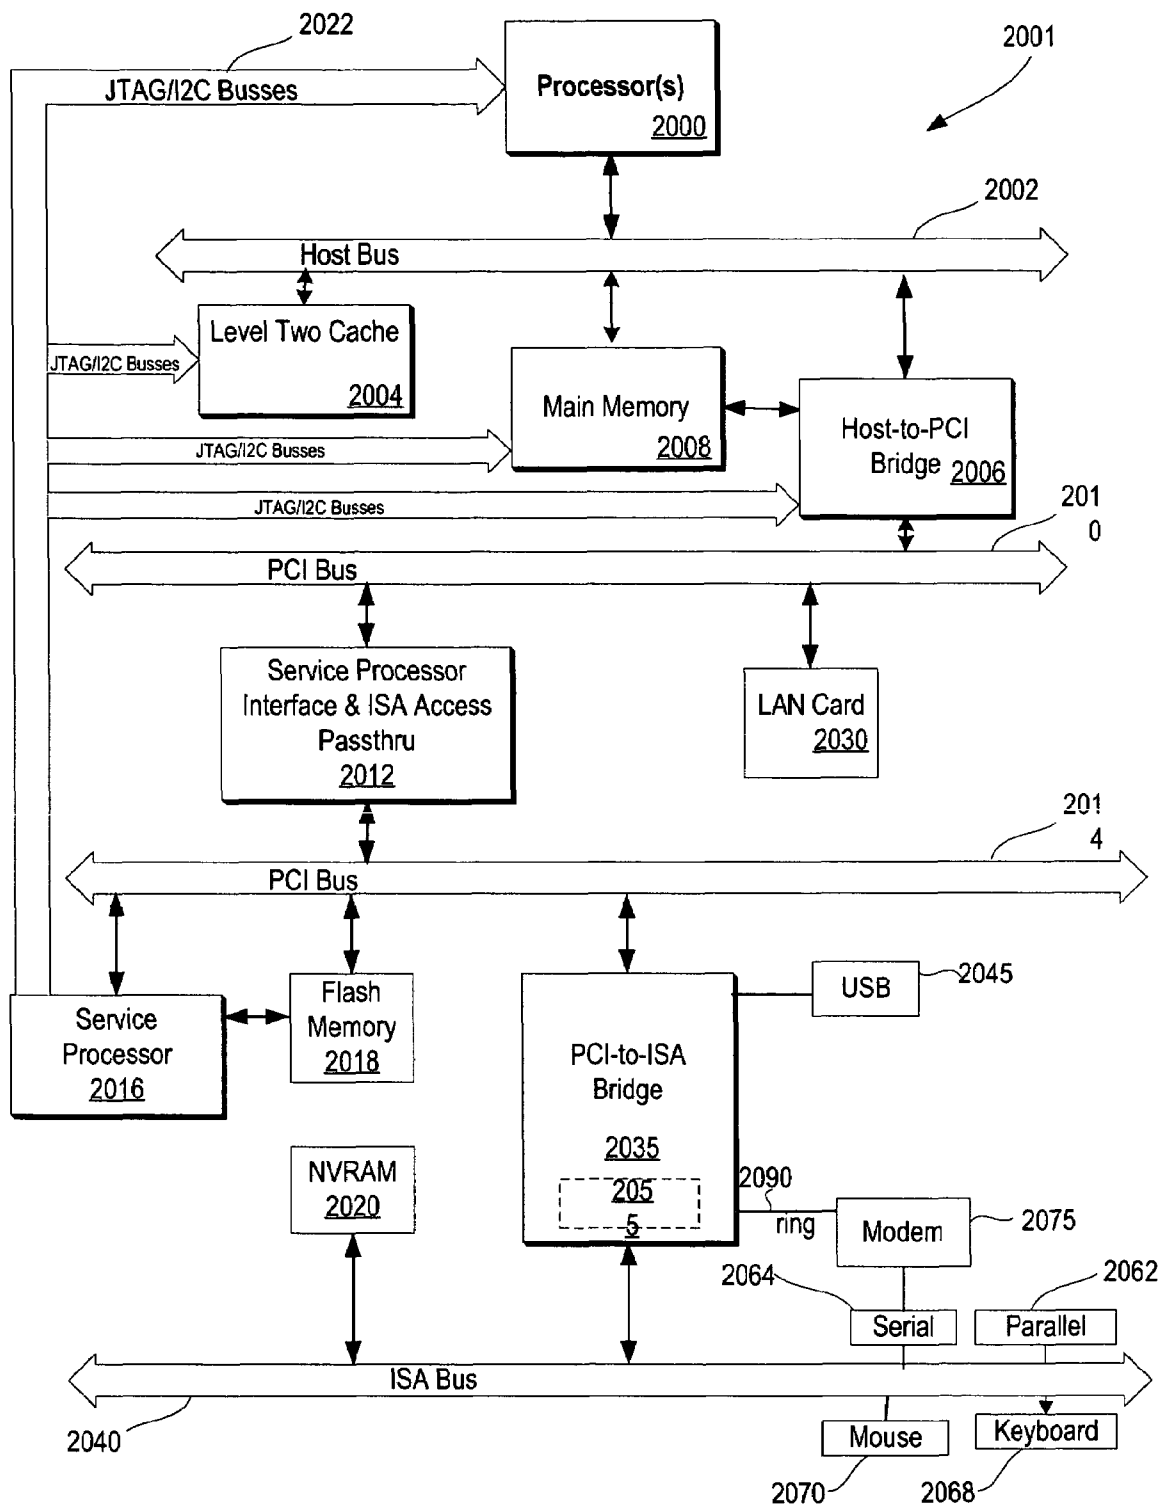 2022
2001
JTAG/I2C Busses
Processor(s)
2000
2002
Host Bus
Level Two Cache
2004
JTAG/I2C Busses
Main Memory
2008
Host-to-PCI
Bridge 2006
JTAG/I2C Busses
JTAG/I2C Busses
201
0
PCI Bus
Service Processor
Interface & ISA Access
Passthru
2012
LAN Card
2030
201
4
PCI Bus
Service
Processor
2016
Flash
Memory
2018
USB
2045
PCI-to-ISA
Bridge
2035
205
5
NVRAM
2020
2090
ring
Modem
2075
2064
2062
Serial
Parallel
ISA Bus
2040
Mouse
Keyboard
2070
2068